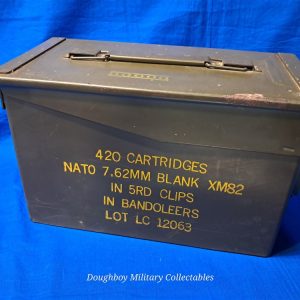 420 CARTRIDGES
NATO 7.62MM BLANK XM82
IN 5RD CLIPS
IN BANDOLEERS
LOT LC 12063
Doughboy Military Collectables